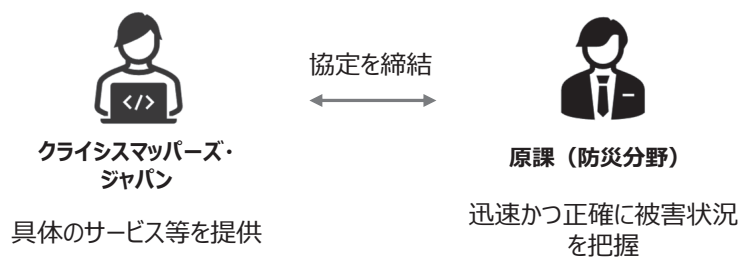 協定を締結
</>
クライシスマッパーズ・
ジャパン
原課（防災分野）
具体のサービス等を提供
迅速かつ正確に被害状況
を把握